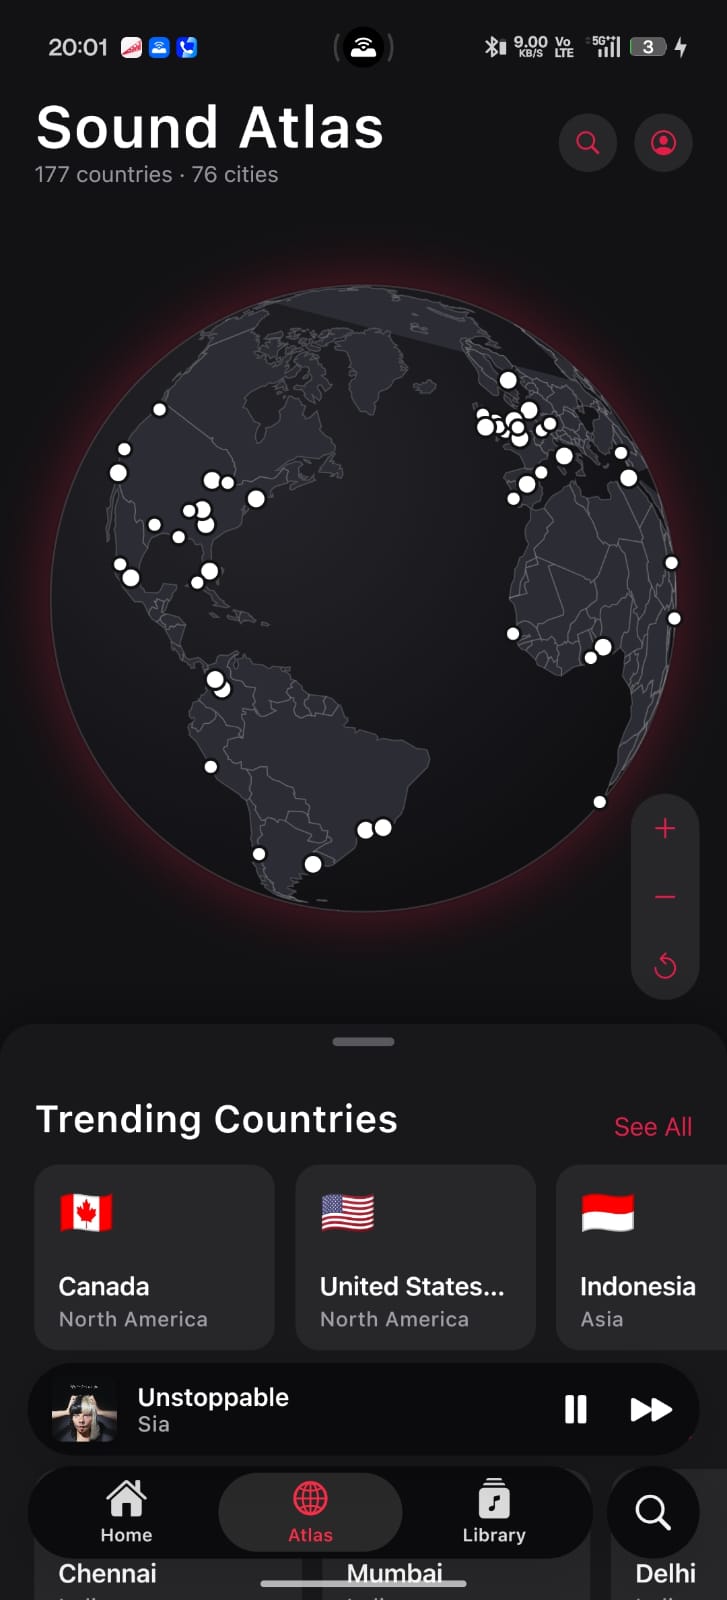 20:01
9.00
KB/S
Vo
LTE
5G++
3
Sound Atlas
177 countries · 76 cities
Trending Countries
See All
Canada
North America
United States...
North America
Indonesia
Asia
Unstoppable
Sia
Home
Atlas
Library
Chennai
Mumbai
Delhi